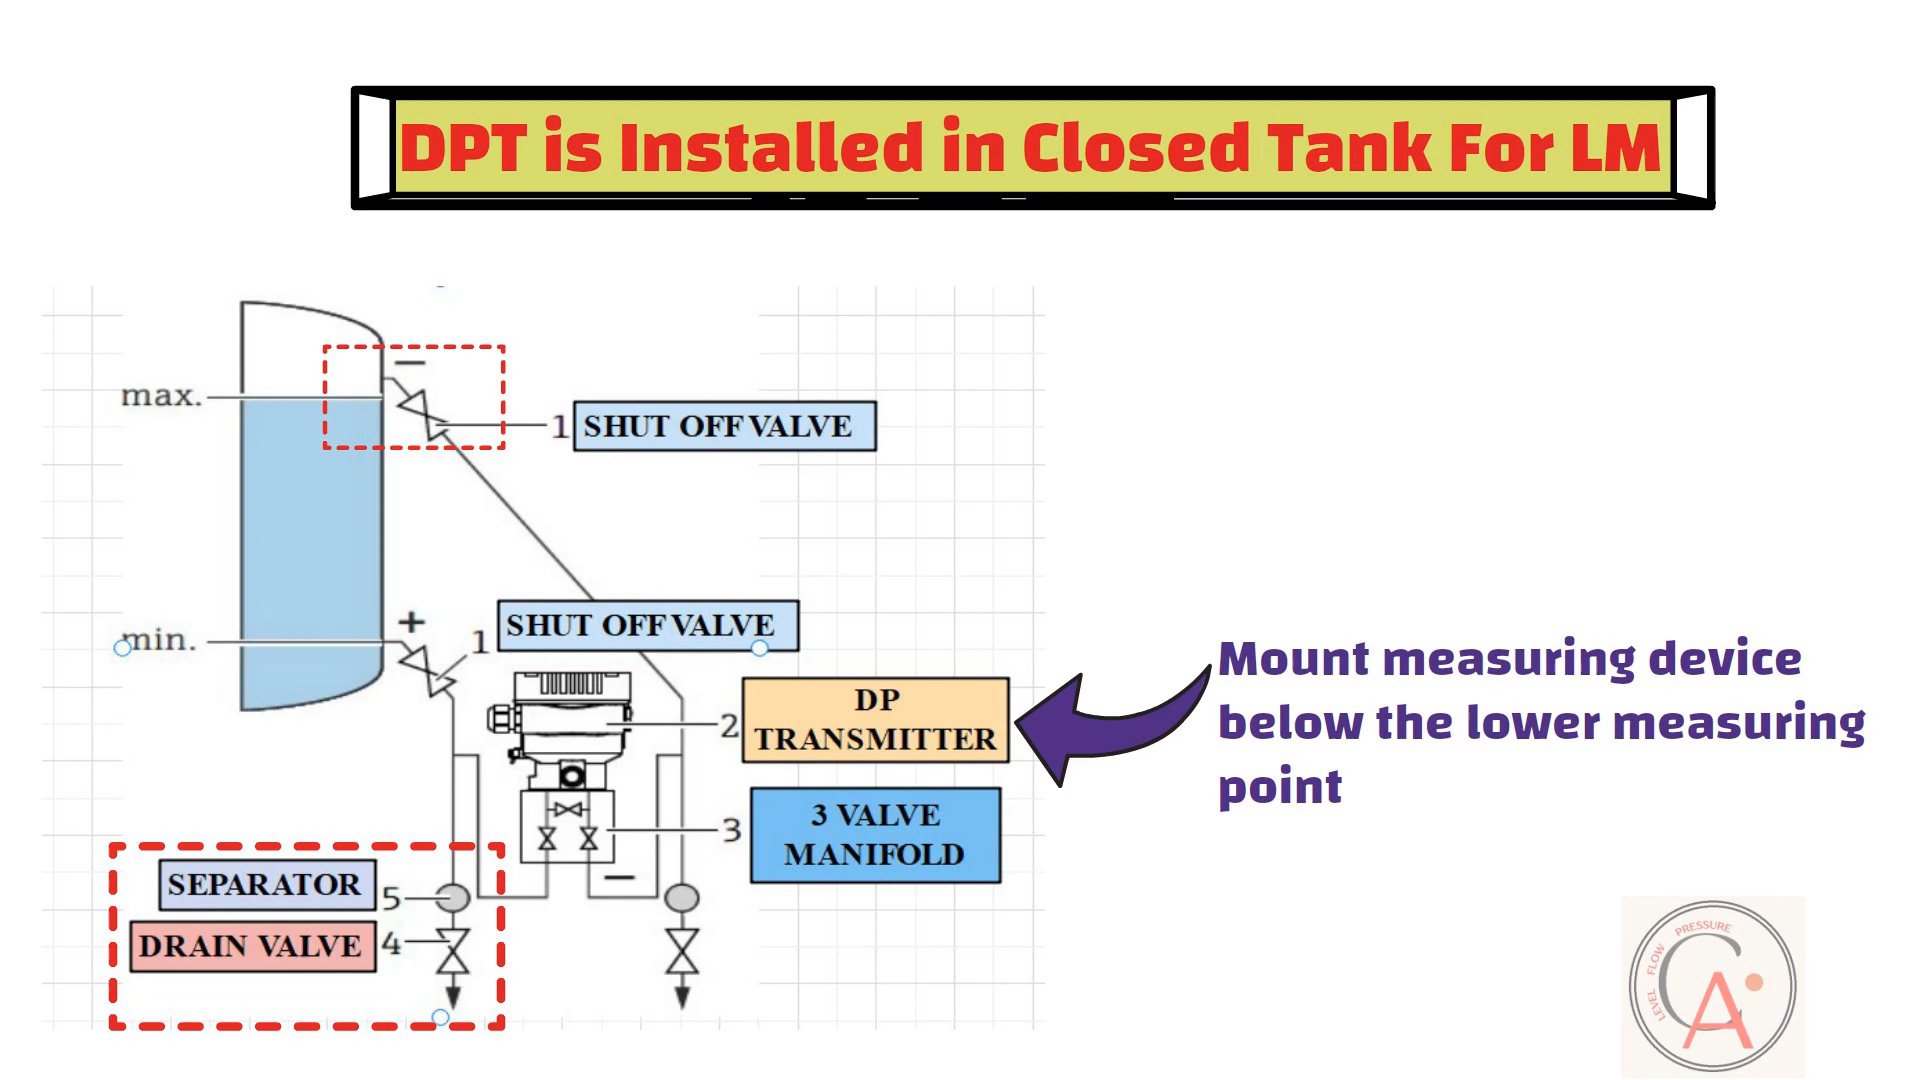 DPT is Installed in Closed Tank For LM
max.
−
1 SHUT OFF VALVE
min.
+
1 SHUT OFF VALVE
2 DP
TRANSMITTER
Mount measuring device
below the lower measuring
point
3 3 VALVE
MANIFOLD
−
SEPARATOR 5
DRAIN VALVE 4
LEVEL FLOW PRESSURE
CA